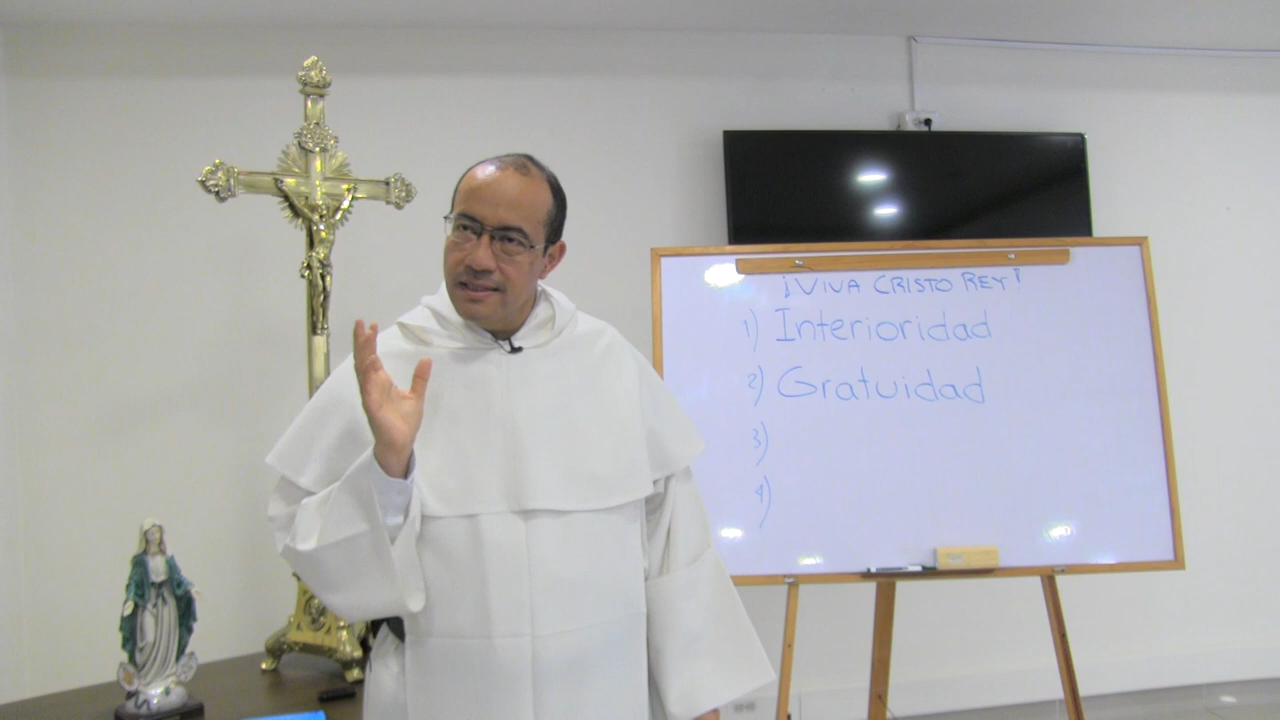 ¡VIVA CRISTO REY!
1) Interioridad
2) Gratuidad
3)
4)